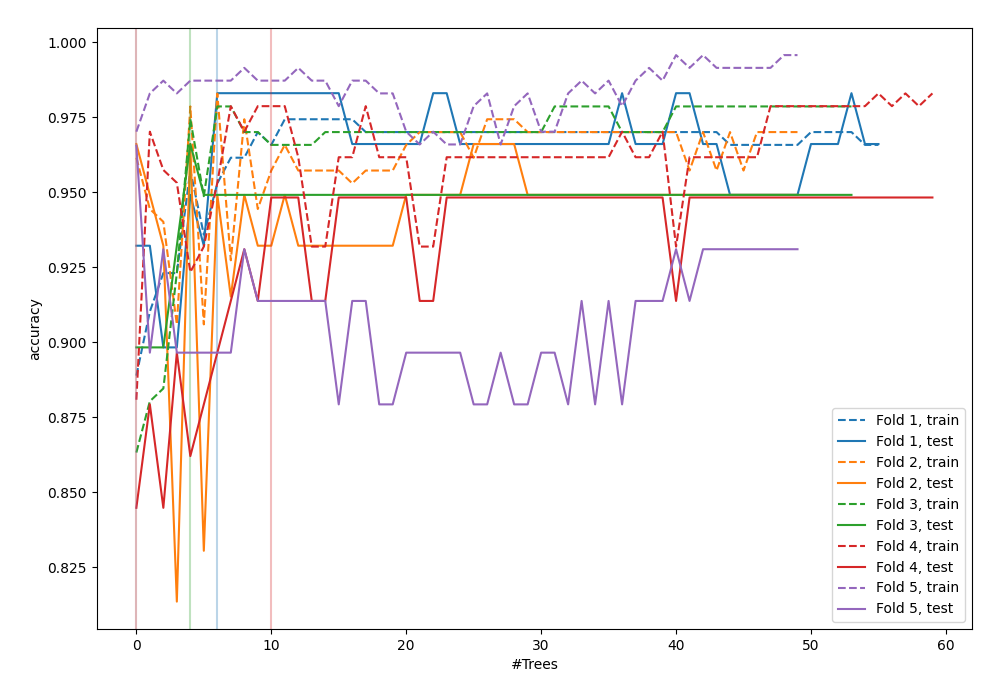 1.000
0.975
0.950
0.925
0.900
0.875
0.850
0.825
accuracy
0 10 20 30 40 50 60
#Trees
Fold 1, train
Fold 1, test
Fold 2, train
Fold 2, test
Fold 3, train
Fold 3, test
Fold 4, train
Fold 4, test
Fold 5, train
Fold 5, test